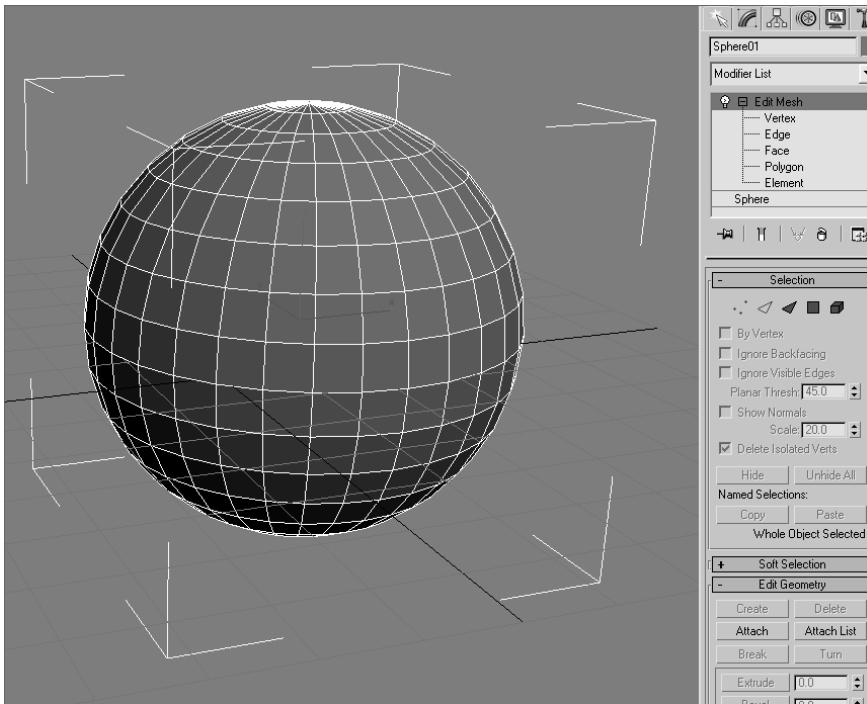 Sphere01
Modifier List
Edit Mesh
Vertex
Edge
Face
Polygon
Element
Sphere
- Selection
By Vertex
Ignore Backfacing
Ignore Visible Edges
Planar Thresh: 45.0
Show Normals
Scale: 20.0
Delete Isolated Verts
Hide Unhide All
Named Selections:
Copy Paste
Whole Object Selected
+ Soft Selection
- Edit Geometry
Create Delete
Attach Attach List
Break Turn
Extrude 0.0